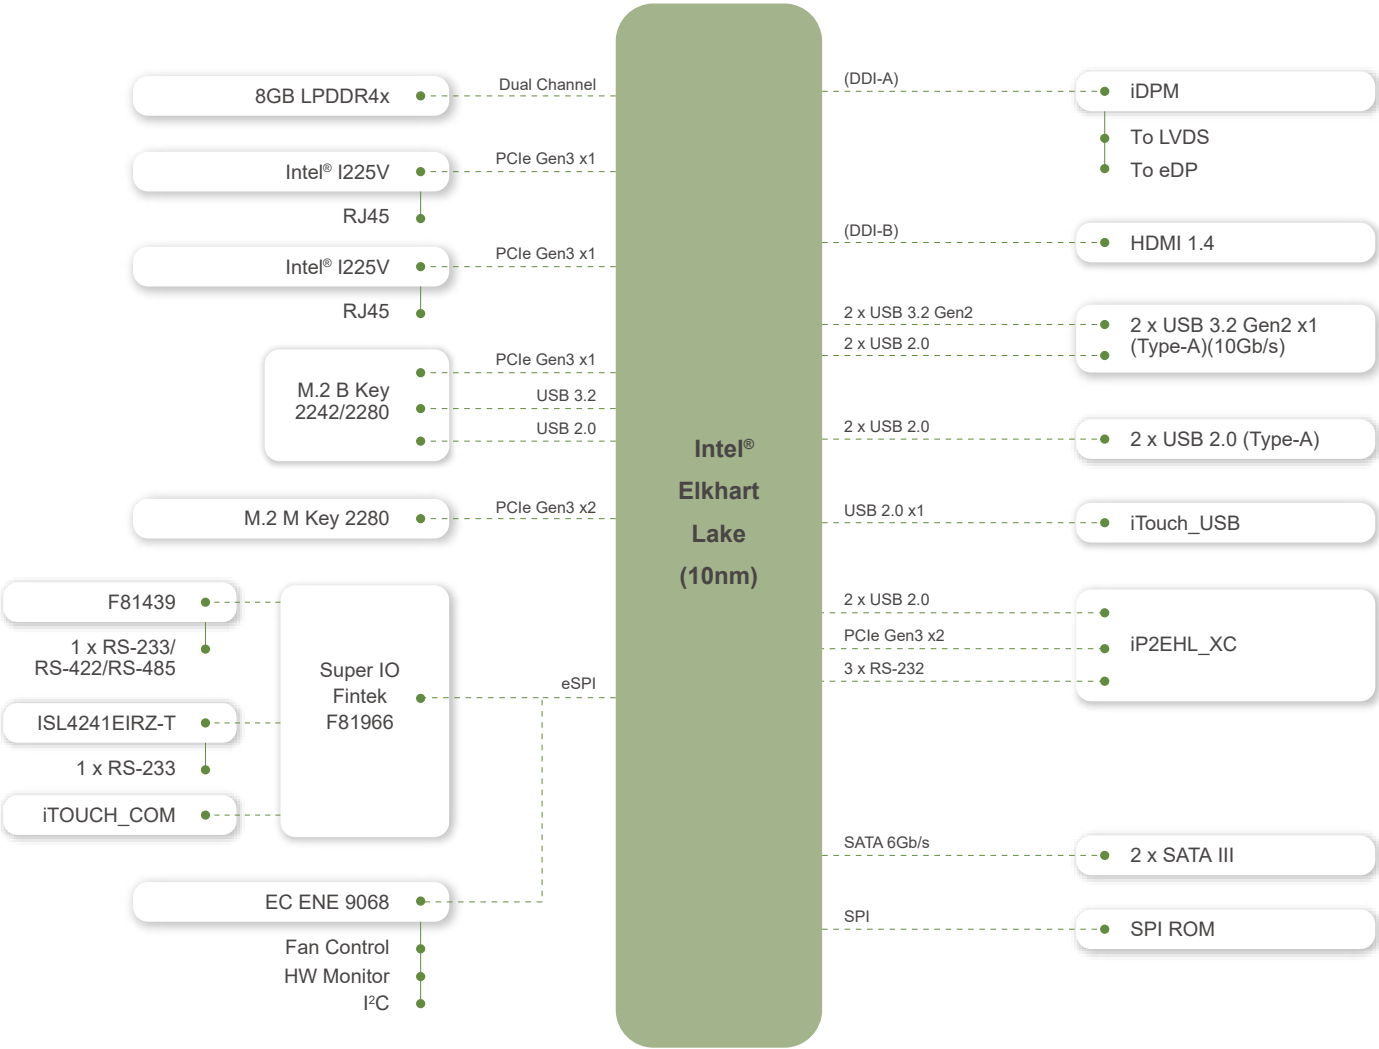 8GB LPDDR4x
Dual Channel
Intel® I225V
PCIe Gen3 x1
RJ45
Intel® I225V
PCIe Gen3 x1
RJ45
M.2 B Key
2242/2280
PCIe Gen3 x1
USB 3.2
USB 2.0
M.2 M Key 2280
PCIe Gen3 x2
F81439
1 x RS-233/
RS-422/RS-485
ISL4241EIRZ-T
1 x RS-233
iTOUCH_COM
Super IO
Fintek
F81966
eSPI
EC ENE 9068
Fan Control
HW Monitor
I²C
Intel®
Elkhart
Lake
(10nm)
(DDI-A)
iDPM
To LVDS
To eDP
(DDI-B)
HDMI 1.4
2 x USB 3.2 Gen2
2 x USB 2.0
2 x USB 3.2 Gen2 x1
(Type-A)(10Gb/s)
2 x USB 2.0
2 x USB 2.0 (Type-A)
USB 2.0 x1
iTouch_USB
2 x USB 2.0
PCIe Gen3 x2
3 x RS-232
iP2EHL_XC
SATA 6Gb/s
2 x SATA III
SPI
SPI ROM